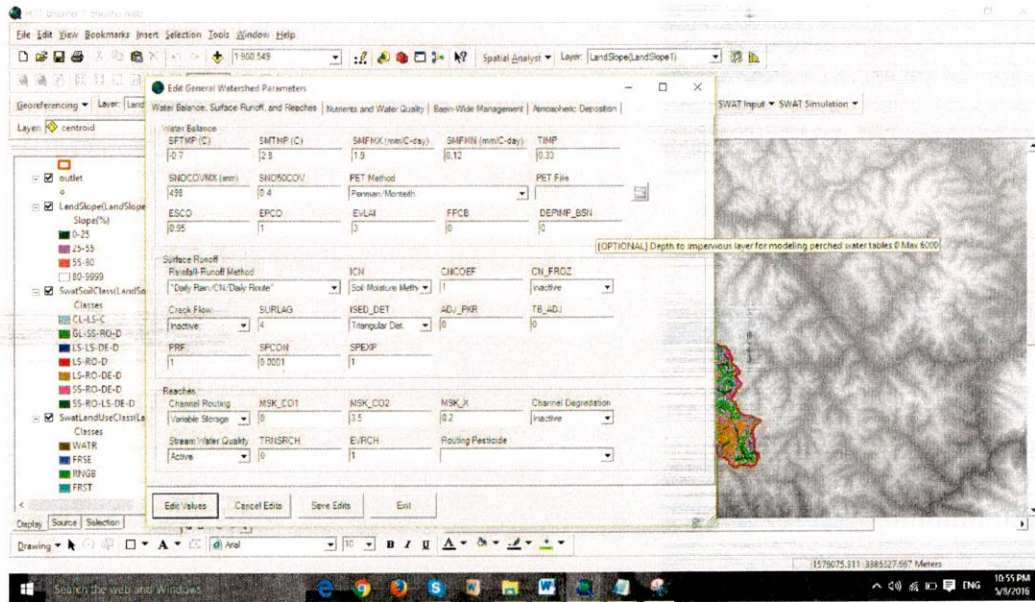 File Edit View Bookmarks Insert Selection Tools Window Help
1:900,549
Spatial Analyst Layer: LandSlope(LandSlope1)
Georeferencing Layer: Land
SWAT Input SWAT Simulation
Layer: centroid
outlet
LandSlope(LandSlope
Slope(%)
0-25
25-55
55-80
80-9999
SwatSoilClass(LandSo
Classes
CL-LS-C
GL-SS-RO-D
LS-LS-DE-D
LS-RO-D
LS-RO-DE-D
SS-RO-DE-D
SS-RO-LS-DE-D
SwatLandUseClass(La
Classes
WATR
FRSE
RNGB
FRST
Display Source Selection
Edit General Watershed Parameters
Water Balance, Surface Runoff, and Reaches Nutrients and Water Quality Basin-Wide Management Atmospheric Deposition
Water Balance
SFTMP (C) SMTMP (C) SMFMX (mm/C-day) SMFMN (mm/C-day) TIMP
-0.7 2.8 1.9 0.12 0.33
SNOCOVMX (mm) SNO50COV PET Method PET File
498 0.4 Penman/Monteith
ESCO EPCO EVLAI FFCB DEPIMP_BSN
0.95 1 3 0 0
[OPTIONAL] Depth to impervious layer for modeling perched water tables 0 Max 6000
Surface Runoff
Rainfall-Runoff Method ICN CNCOEF CN_FROZ
"Daily Rain/CN/Daily Route" Soil Moisture Meth 1 Inactive
Crack Flow SURLAG ISED_DET ADJ_PKR TB_ADJ
Inactive 4 Triangular Dist. 0 0
PRF SPCON SPEXP
1 0.0001 1
Reaches
Channel Routing MSK_CO1 MSK_CO2 MSK_X Channel Degredation
Variable Storage 0 3.5 0.2 Inactive
Stream Water Quality TRNSRCH EVRCH Routing Pesticide
Active 0 1
Edit Values Cancel Edits Save Edits Exit
Drawing A Arial 10 B I U A
1576075.311 3385327.667 Meters
Search the web and Windows
ENG
10:55 PM
5/8/2016